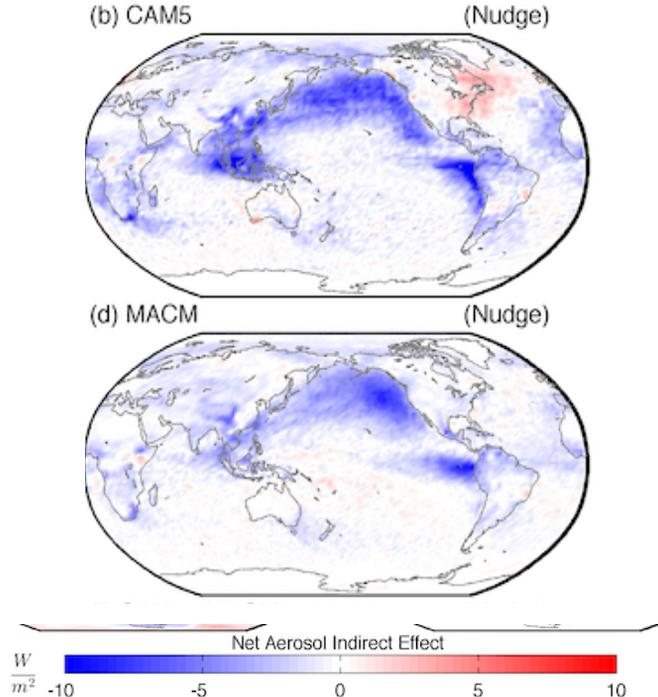 (b) CAM5 (Nudge)
(d) MACM (Nudge)
Net Aerosol Indirect Effect
W
m² -10 -5 0 5 10